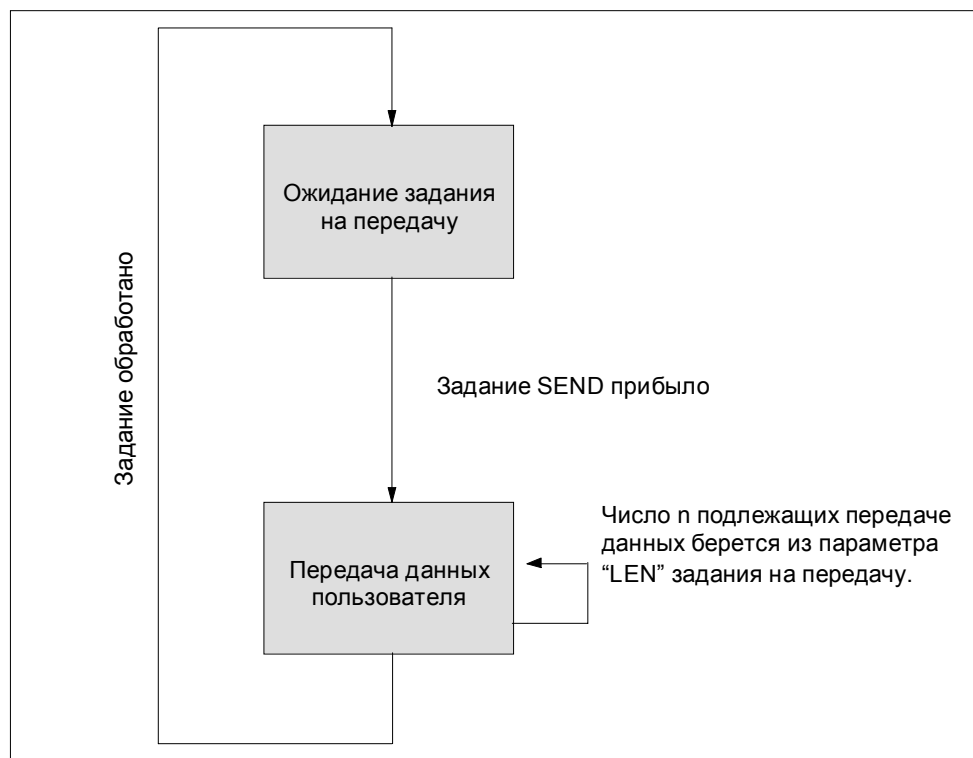 Ожидание задания
на передачу
Задание обработано
Задание SEND прибыло
Число n подлежащих передаче
данных берется из параметра
“LEN” задания на передачу.
Передача данных
пользователя